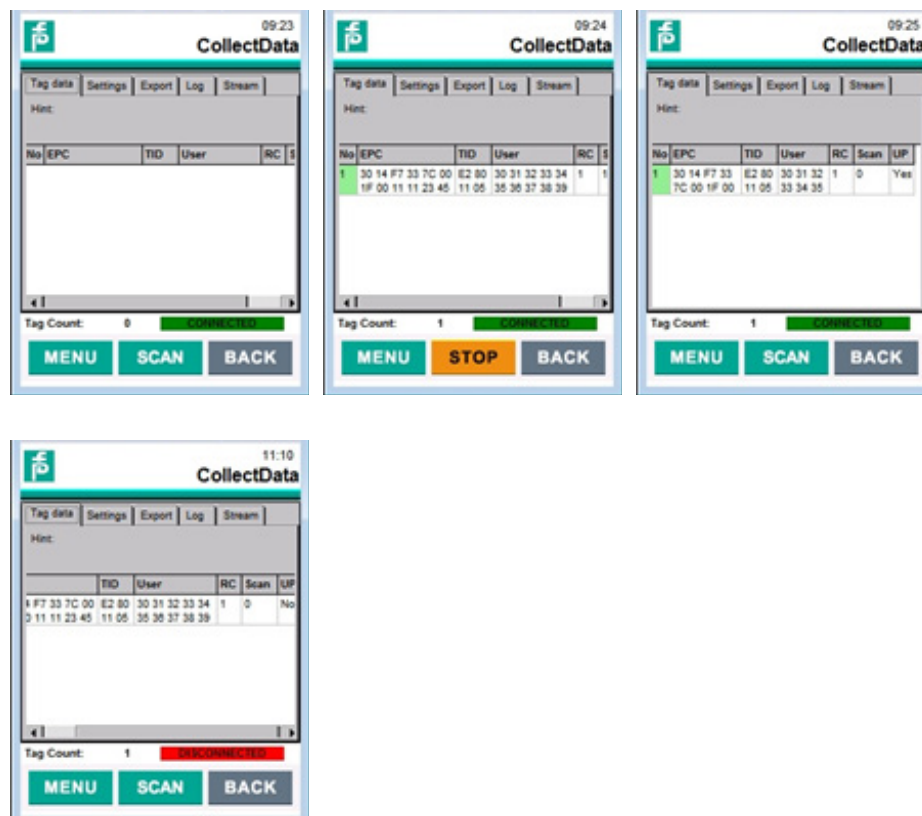 09:23
CollectData
Tag data Settings Export Log Stream
Hint:
No EPC TID User RC S
Tag Count: 0 CONNECTED
MENU SCAN BACK
09:24
CollectData
Tag data Settings Export Log Stream
Hint:
No EPC TID User RC S
1 30 14 F7 33 7C 00 E2 80 30 31 32 33 34 1 1
1F 00 11 11 23 45 11 05 35 36 37 38 39
Tag Count: 1 CONNECTED
MENU STOP BACK
09:25
CollectData
Tag data Settings Export Log Stream
Hint:
No EPC TID User RC Scan UP
1 30 14 F7 33 E2 80 30 31 32 1 0 Yes
7C 00 1F 00 11 05 33 34 35
Tag Count: 1 CONNECTED
MENU SCAN BACK
11:10
CollectData
Tag data Settings Export Log Stream
Hint:
TID User RC Scan UP
F7 33 7C 00 E2 80 30 31 32 33 34 1 0 No
11 11 23 45 11 05 35 36 37 38 39
Tag Count: 1 DISCONNECTED
MENU SCAN BACK